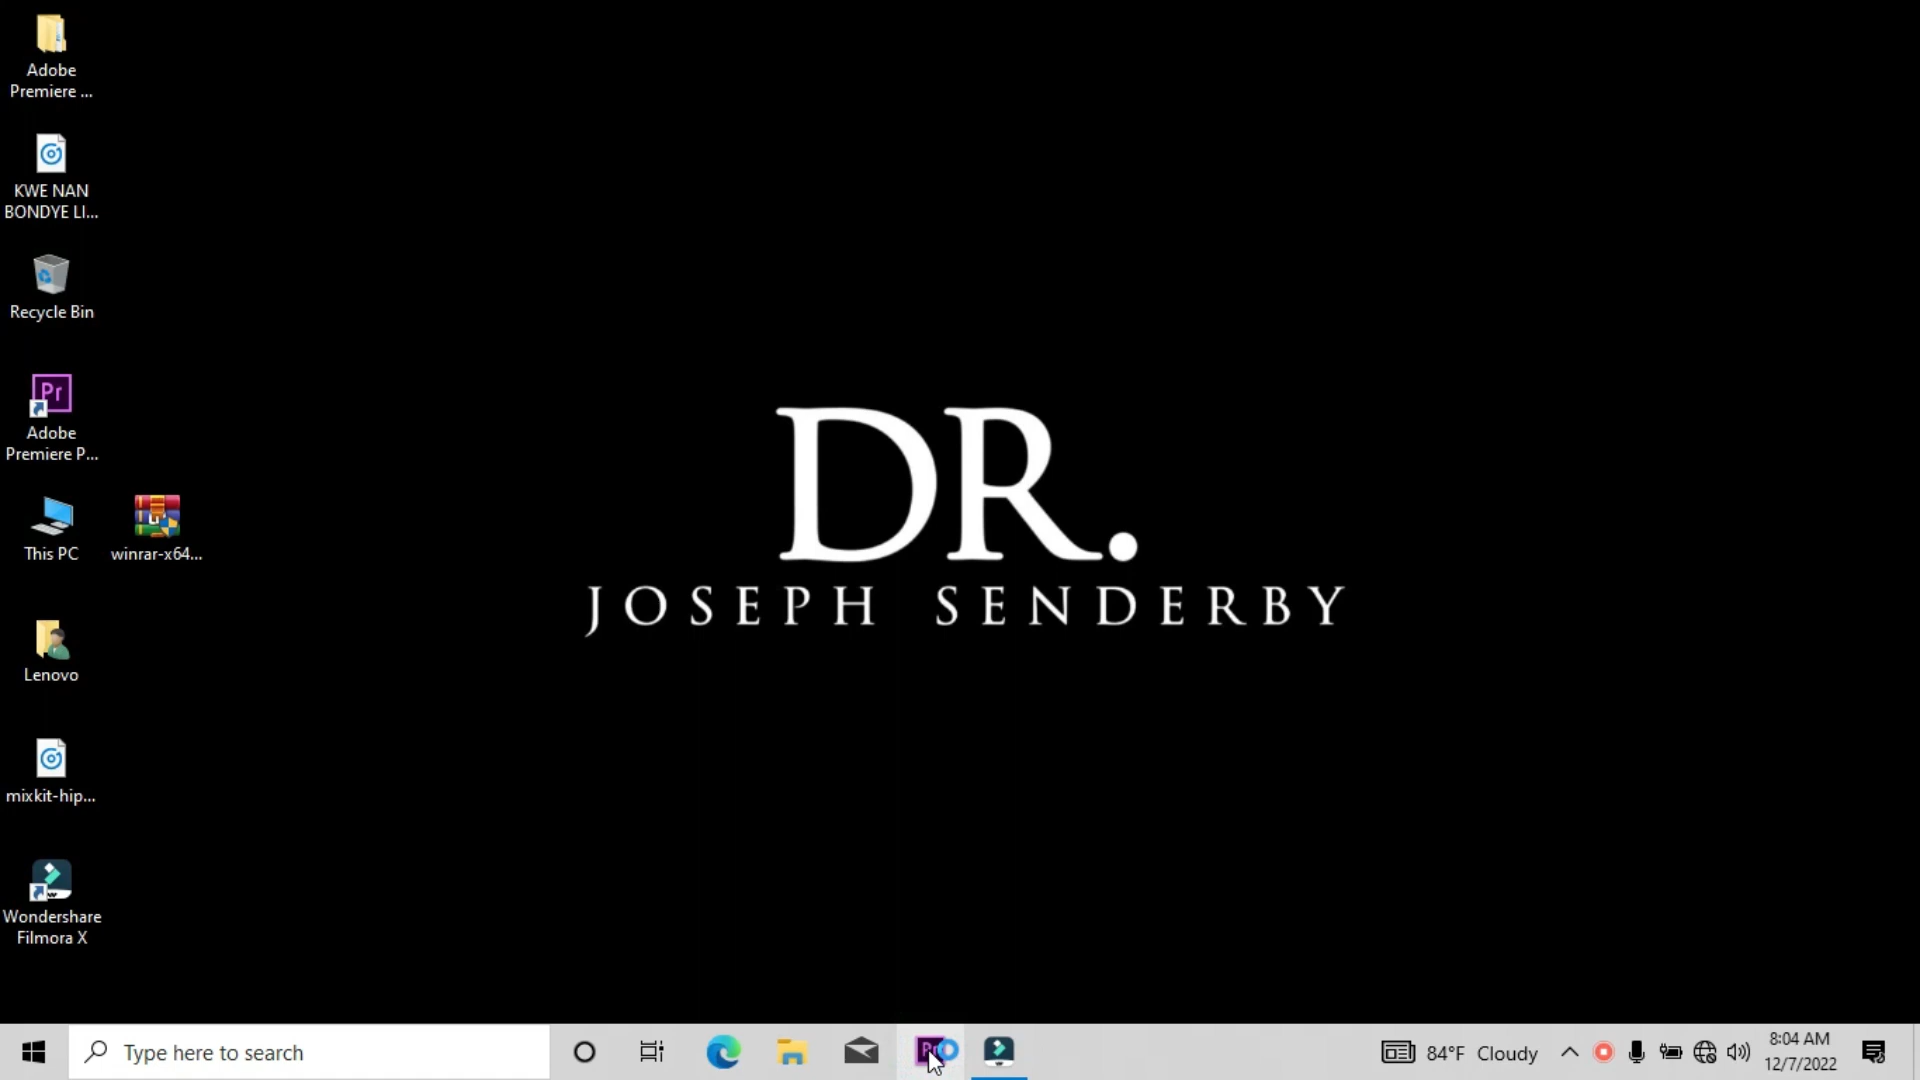 Adobe
Premiere ...
KWE NAN
BONDYE LI...
Recycle Bin
Pr
Adobe
Premiere P...
This PC
winrar-x64...
Lenovo
mixkit-hip...
Wondershare
Filmora X
DR.
JOSEPH SENDERBY
Type here to search
84°F Cloudy
8:04 AM
12/7/2022